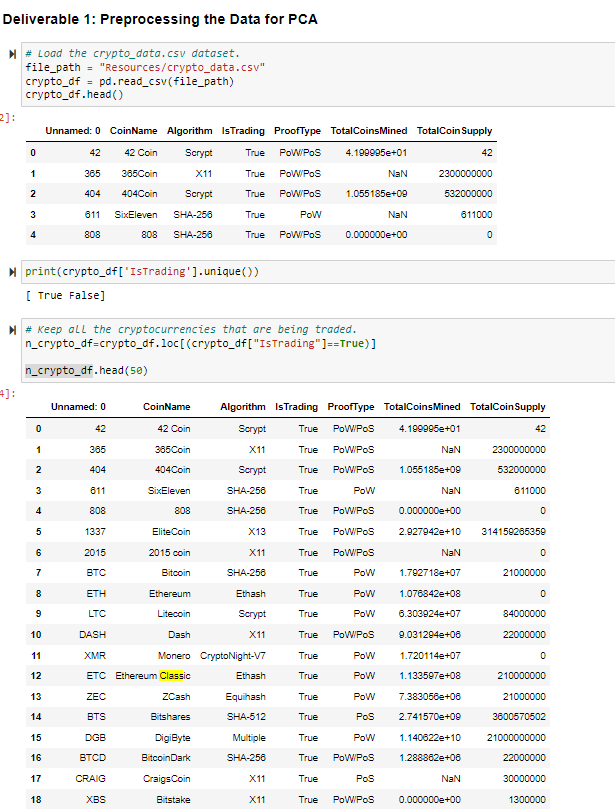 Deliverable 1: Preprocessing the Data for PCA
# Load the crypto_data.csv dataset.
file_path = "Resources/crypto_data.csv"
crypto_df = pd.read_csv(file_path)
crypto_df.head()
2]:
Unnamed: 0 CoinName Algorithm IsTrading ProofType TotalCoinsMined TotalCoinSupply
0 42 42 Coin Scrypt True PoW/PoS 4.199995e+01 42
1 365 365Coin X11 True PoW/PoS NaN 2300000000
2 404 404Coin Scrypt True PoW/PoS 1.055185e+09 532000000
3 611 SixEleven SHA-256 True PoW NaN 611000
4 808 808 SHA-256 True PoW/PoS 0.000000e+00 0
print(crypto_df['IsTrading'].unique())
[ True False]
# Keep all the cryptocurrencies that are being traded.
n_crypto_df=crypto_df.loc[(crypto_df["IsTrading"]==True)]
n_crypto_df.head(50)
4]:
Unnamed: 0 CoinName Algorithm IsTrading ProofType TotalCoinsMined TotalCoinSupply
0 42 42 Coin Scrypt True PoW/PoS 4.199995e+01 42
1 365 365Coin X11 True PoW/PoS NaN 2300000000
2 404 404Coin Scrypt True PoW/PoS 1.055185e+09 532000000
3 611 SixEleven SHA-256 True PoW NaN 611000
4 808 808 SHA-256 True PoW/PoS 0.000000e+00 0
5 1337 EliteCoin X13 True PoW/PoS 2.927942e+10 314159265359
6 2015 2015 coin X11 True PoW/PoS NaN 0
7 BTC Bitcoin SHA-256 True PoW 1.792718e+07 21000000
8 ETH Ethereum Ethash True PoW 1.076842e+08 0
9 LTC Litecoin Scrypt True PoW 6.303924e+07 84000000
10 DASH Dash X11 True PoW/PoS 9.031294e+06 22000000
11 XMR Monero CryptoNight-V7 True PoW 1.720114e+07 0
12 ETC Ethereum Classic Ethash True PoW 1.133597e+08 210000000
13 ZEC ZCash Equihash True PoW 7.383056e+06 21000000
14 BTS Bitshares SHA-512 True PoS 2.741570e+09 3600570502
15 DGB DigiByte Multiple True PoW 1.140622e+10 21000000000
16 BTCD BitcoinDark SHA-256 True PoW/PoS 1.288862e+06 22000000
17 CRAIG CraigsCoin X11 True PoS NaN 30000000
18 XBS Bitstake X11 True PoW/PoS 0.000000e+00 1300000